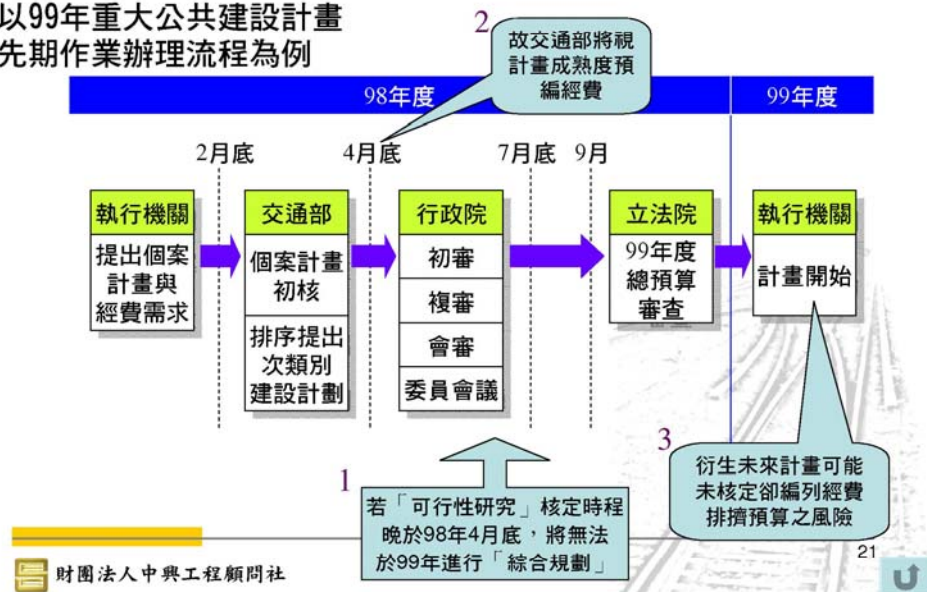 以99年重大公共建設計畫
先期作業辦理流程為例
2
故交通部將視
計畫成熟度預
編經費
98年度
99年度
2月底
4月底
7月底
9月
執行機關
提出個案
計畫與
經費需求
交通部
個案計畫
初核
排序提出
次類別
建設計劃
行政院
初審
複審
會審
委員會議
立法院
99年度
總預算
審查
執行機關
計畫開始
1
若「可行性研究」核定時程
晚於98年4月底，將無法
於99年進行「綜合規劃」
3
衍生未來計畫可能
未核定卻編列經費
排擠預算之風險
財團法人中興工程顧問社
21